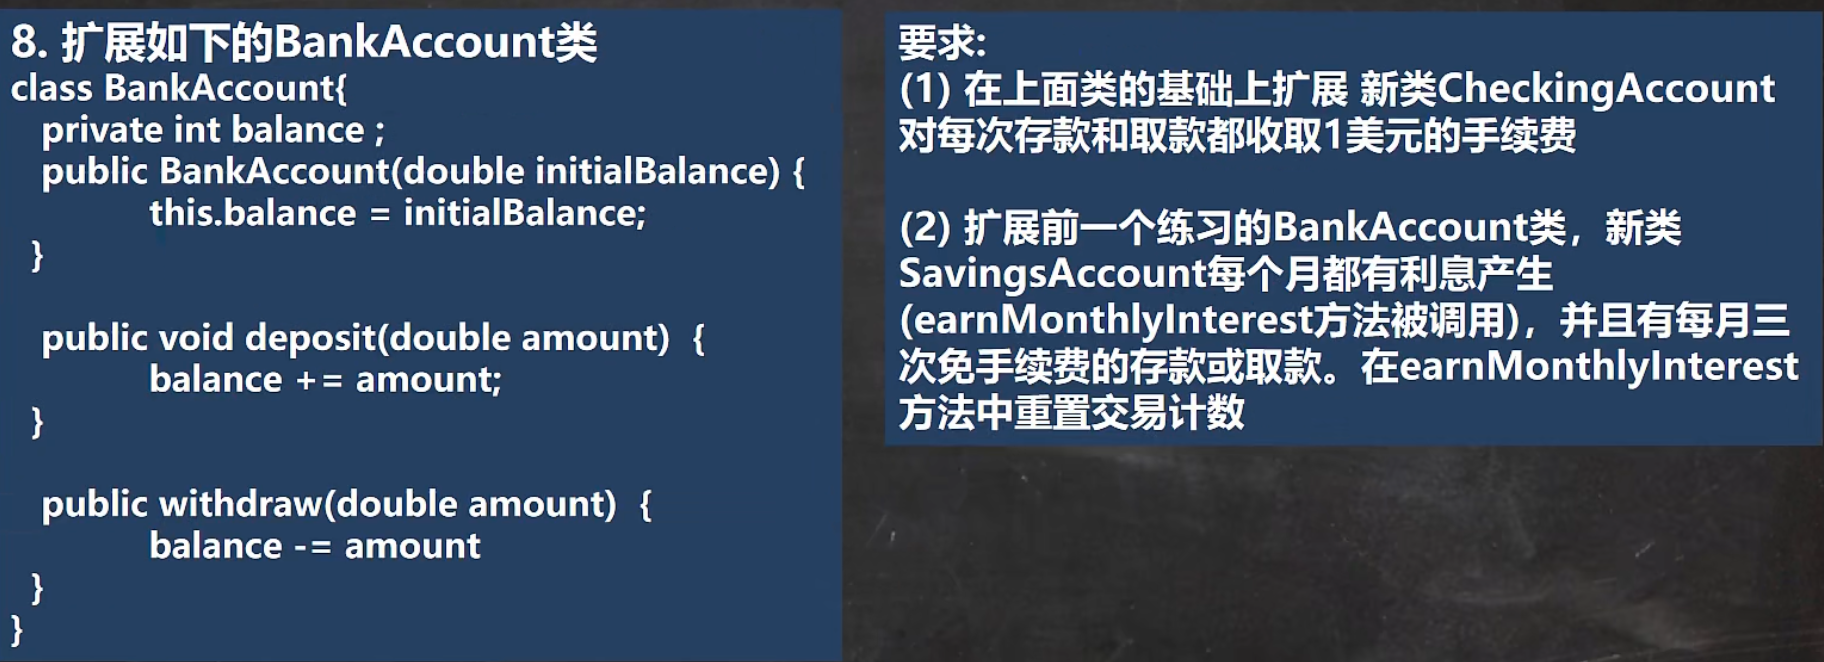 8. 扩展如下的BankAccount类
class BankAccount{
private int balance ;
public BankAccount(double initialBalance) {
this.balance = initialBalance;
}
public void deposit(double amount) {
balance += amount;
}
public withdraw(double amount) {
balance -= amount
}
}
要求:
(1) 在上面类的基础上扩展 新类CheckingAccount
对每次存款和取款都收取1美元的手续费
(2) 扩展前一个练习的BankAccount类，新类
SavingsAccount每个月都有利息产生
(earnMonthlyInterest方法被调用)，并且有每月三
次免手续费的存款或取款。在earnMonthlyInterest
方法中重置交易计数